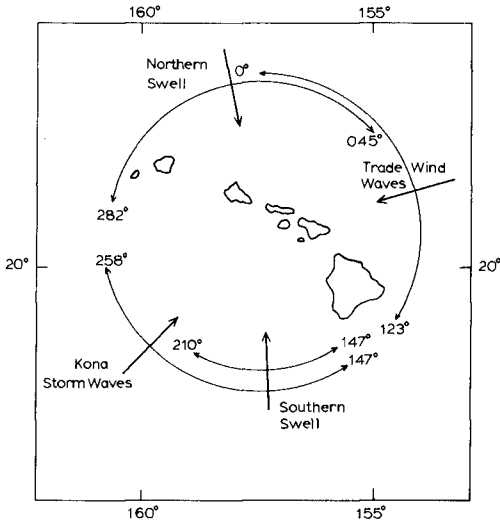 160°
155°
Northern
Swell
0°
045°
Trade Wind
Waves
282°
258°
20°
20°
123°
210°
147°
147°
Kona
Storm Waves
Southern
Swell
160°
155°